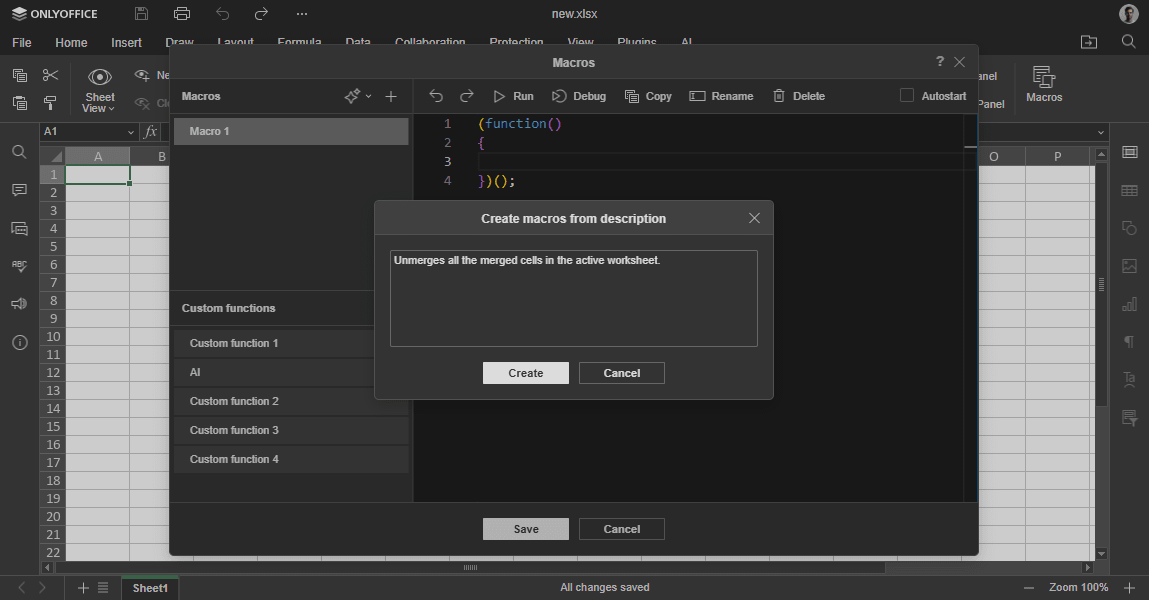 ONLYOFFICE
new.xlsx
File Home Insert Draw Layout Formula Data Collaboration Protection View Plugins AI
Macros
?
Sheet
View
Ne
Cle
anel
Panel
Macros
Macros
Run
Debug
Copy
Rename
Delete
Autostart
A1
fx
Macro 1
1 (function()
2 {
3
4 })();
A B O P
1
2
3
4
5
6
7
8
9
10
11
12
13
14
15
16
17
18
19
20
21
22
ABC
Create macros from description
Unmerges all the merged cells in the active worksheet.
Create
Cancel
Custom functions
Custom function 1
AI
Custom function 2
Custom function 3
Custom function 4
Save
Cancel
Ta
Sheet1
All changes saved
Zoom 100%